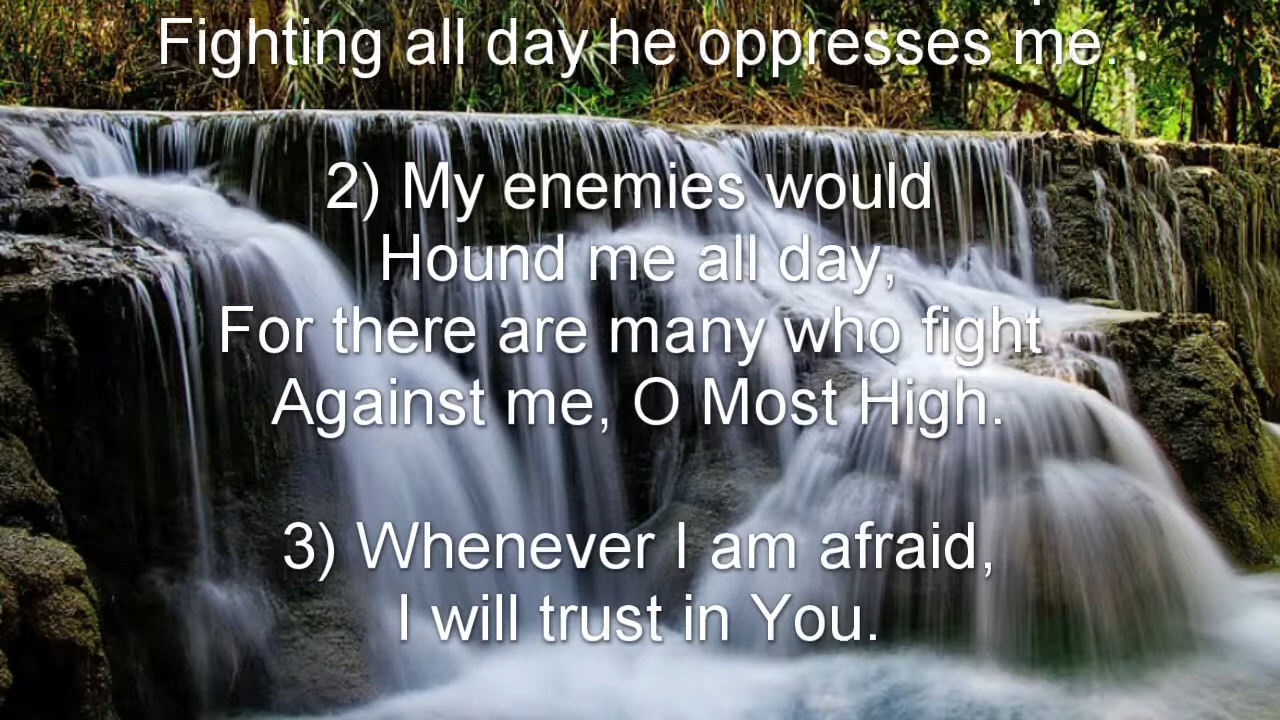 Fighting all day he oppresses me.
2) My enemies would
Hound me all day,
For there are many who fight
Against me, O Most High.
3) Whenever I am afraid,
I will trust in You.